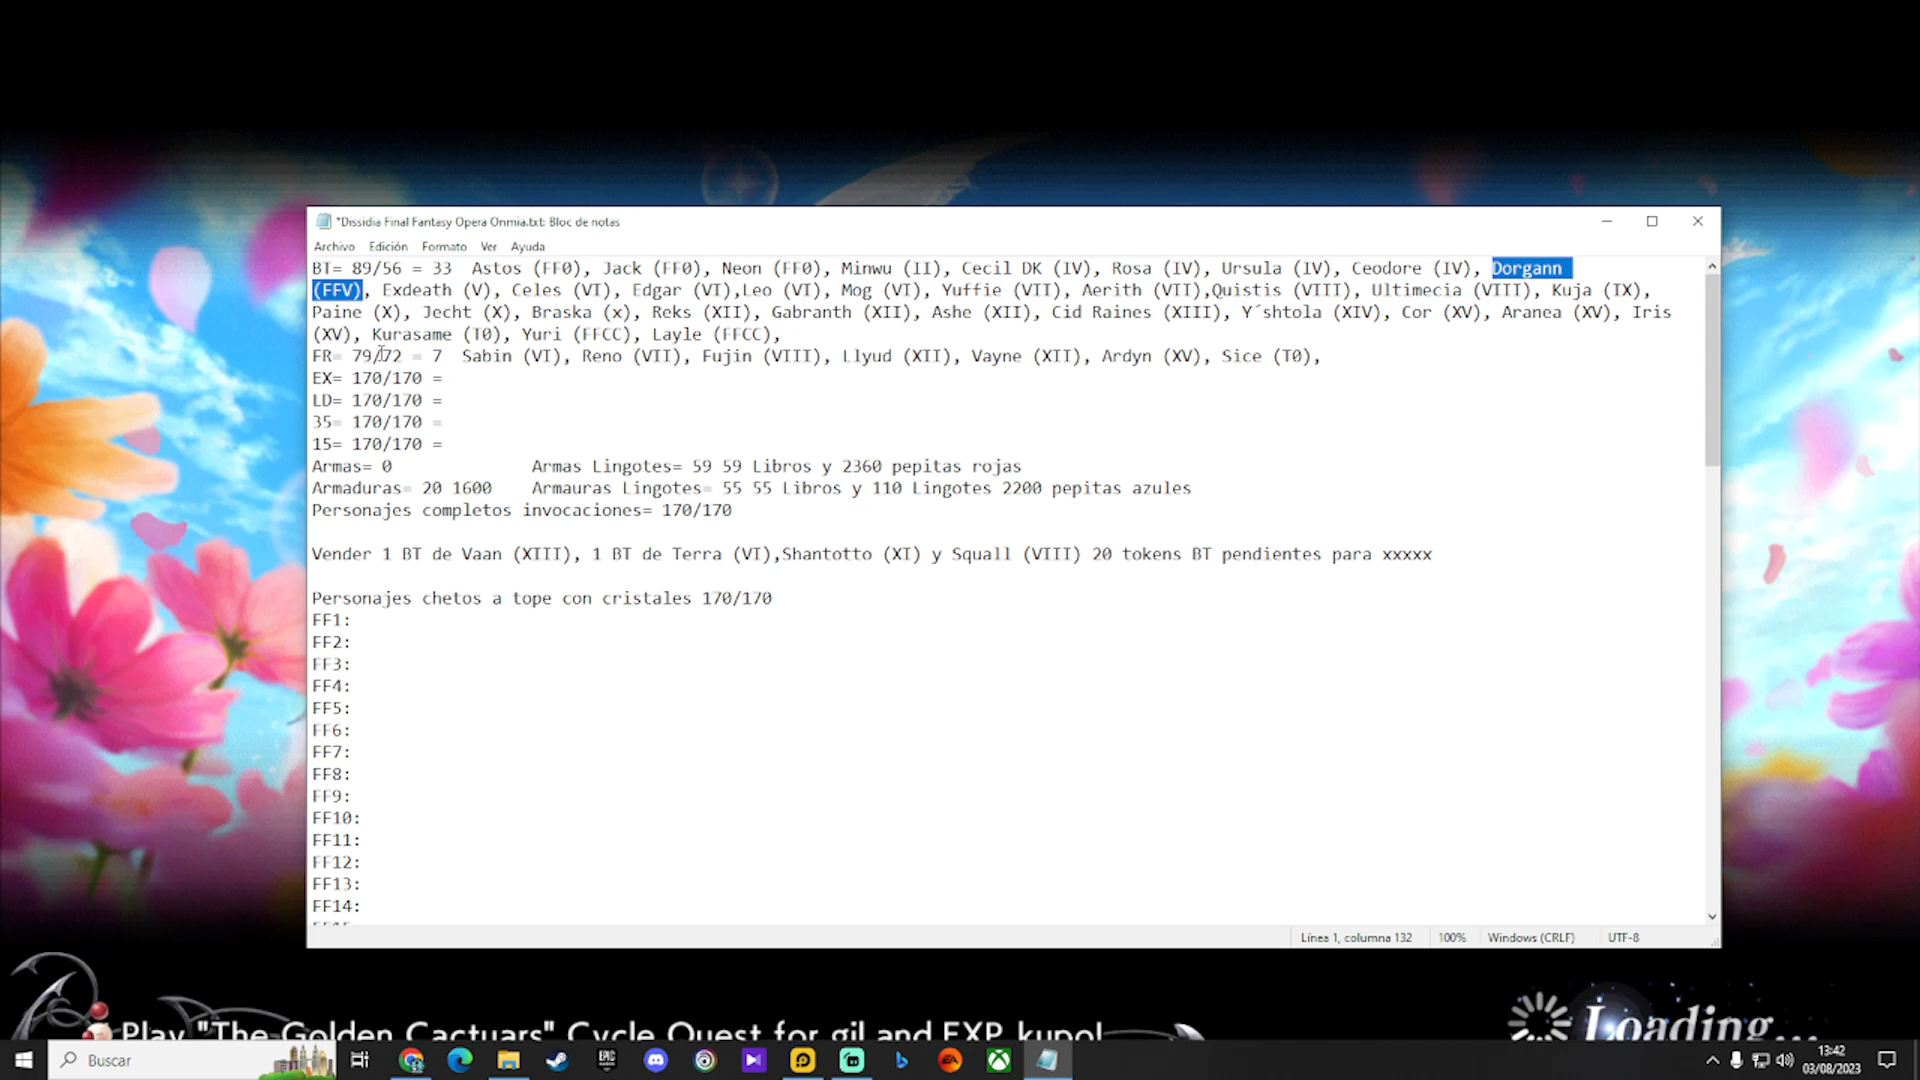 *Dissidia Final Fantasy Opera Onmia.txt: Bloc de notas
Archivo Edición Formato Ver Ayuda
BT= 89/56 = 33 Astos (FF0), Jack (FF0), Neon (FF0), Minwu (II), Cecil DK (IV), Rosa (IV), Ursula (IV), Ceodore (IV), Dorgann
(FFV), Exdeath (V), Celes (VI), Edgar (VI),Leo (VI), Mog (VI), Yuffie (VII), Aerith (VII),Quistis (VIII), Ultimecia (VIII), Kuja (IX),
Paine (X), Jecht (X), Braska (x), Reks (XII), Gabranth (XII), Ashe (XII), Cid Raines (XIII), Y´shtola (XIV), Cor (XV), Aranea (XV), Iris
(XV), Kurasame (T0), Yuri (FFCC), Layle (FFCC),
FR= 79/72 = 7 Sabin (VI), Reno (VII), Fujin (VIII), Llyud (XII), Vayne (XII), Ardyn (XV), Sice (T0),
EX= 170/170 =
LD= 170/170 =
35= 170/170 =
15= 170/170 =
Armas= 0 Armas Lingotes= 59 59 Libros y 2360 pepitas rojas
Armaduras= 20 1600 Armauras Lingotes= 55 55 Libros y 110 Lingotes 2200 pepitas azules
Personajes completos invocaciones= 170/170
Vender 1 BT de Vaan (XIII), 1 BT de Terra (VI),Shantotto (XI) y Squall (VIII) 20 tokens BT pendientes para xxxxx
Personajes chetos a tope con cristales 170/170
FF1:
FF2:
FF3:
FF4:
FF5:
FF6:
FF7:
FF8:
FF9:
FF10:
FF11:
FF12:
FF13:
FF14:
Línea 1, columna 132 100% Windows (CRLF) UTF-8
Play "The Golden Cactuars" Cycle Quest for gil and EXP, kupo!
Loading...
Buscar
13:42
03/08/2023